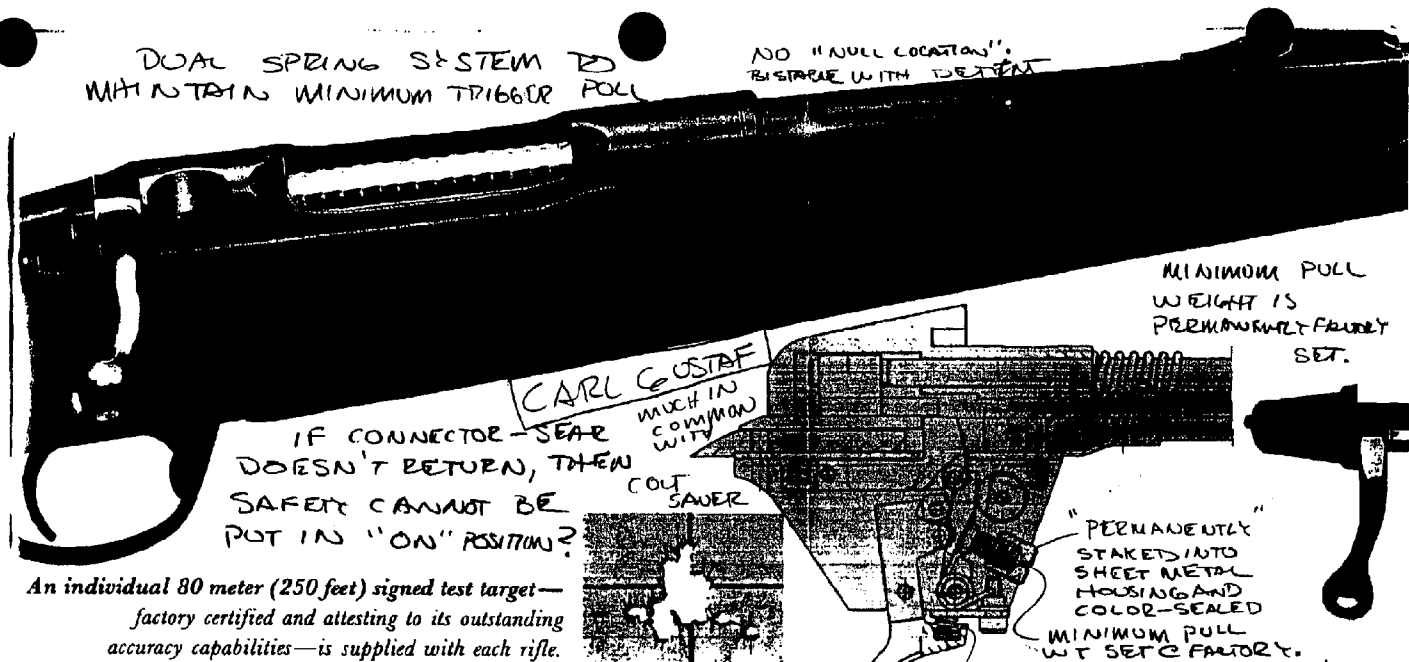 DUAL SPRING SYSTEM TO
MAINTAIN MINIMUM TRIGGER PULL
NO "NULL LOCATION".
BISTABLE WITH DETENT
MINIMUM PULL
WEIGHT IS
PERMANENTLY FACTORY
SET.
CARL GUSTAF
MUCH IN
COMMON
WITH
COLT
SAUER
IF CONNECTOR-SEAR
DOESN'T RETURN, THEN
SAFETY CANNOT BE
PUT IN "ON" POSITION?
"PERMANENTLY"
STAKED INTO
SHEET METAL
HOUSING AND
COLOR-SEALED
MINIMUM PULL
WT SET @ FACTORY.
An individual 80 meter (250 feet) signed test target—
factory certified and attesting to its outstanding
accuracy capabilities—is supplied with each rifle.